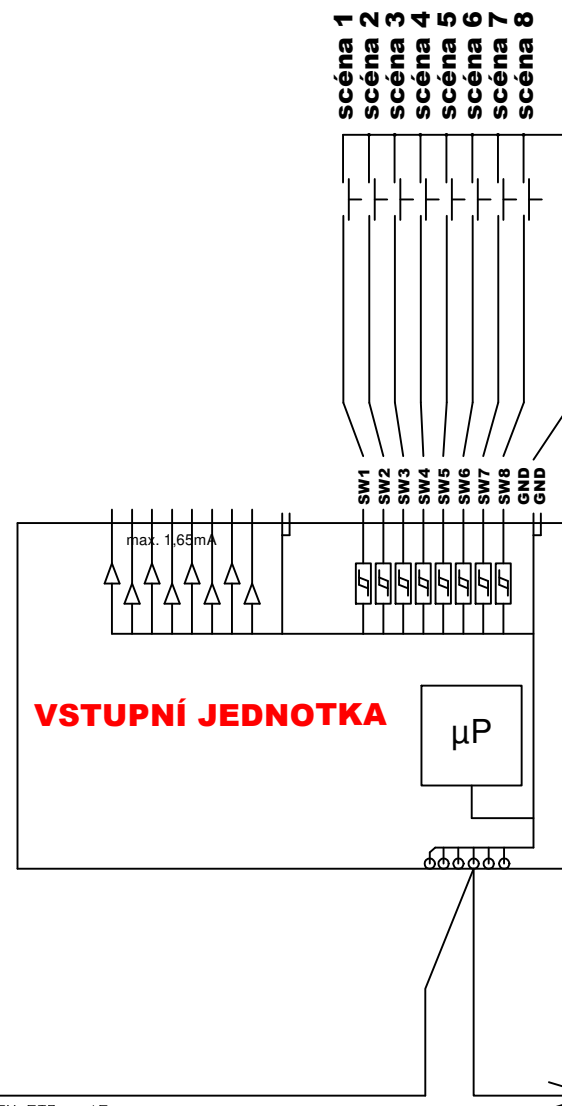 scéna 1
scéna 2
scéna 3
scéna 4
scéna 5
scéna 6
scéna 7
scéna 8
SW1
SW2
SW3
SW4
SW5
SW6
SW7
SW8
GND
GND
max. 1,65mA
VSTUPNÍ JEDNOTKA
µP